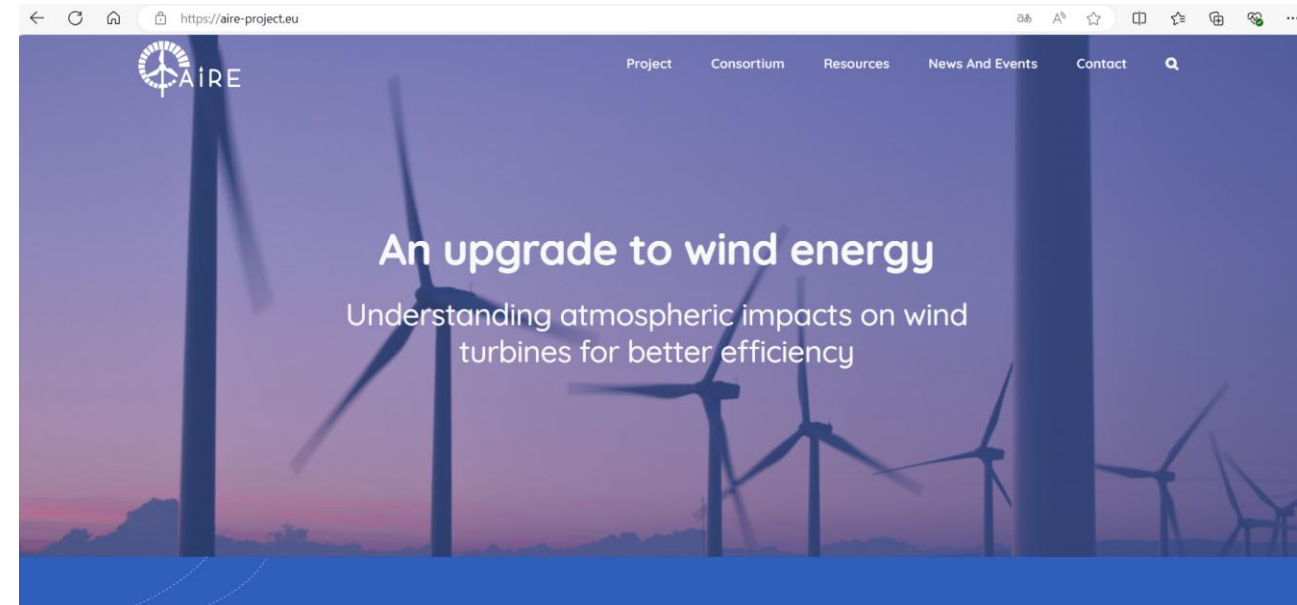 https://aire-project.eu
AiRE
Project Consortium Resources News And Events Contact
An upgrade to wind energy
Understanding atmospheric impacts on wind
turbines for better efficiency